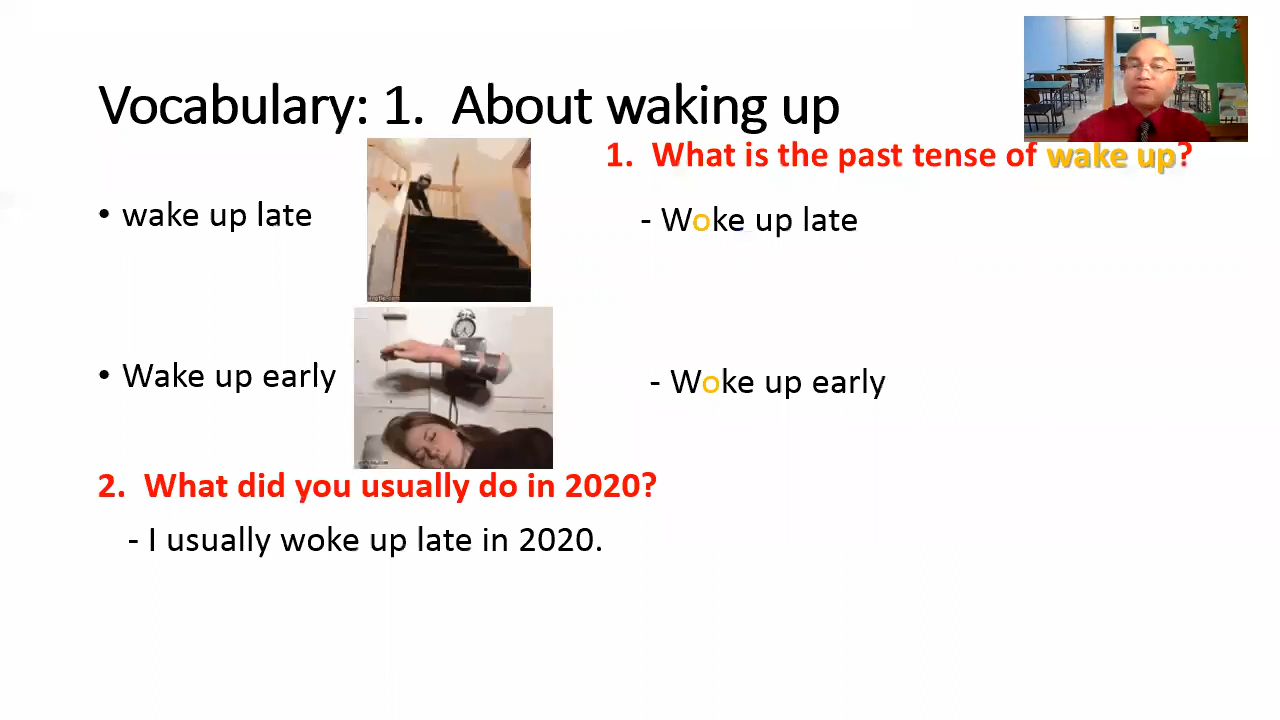 Vocabulary: 1. About waking up
1. What is the past tense of wake up?
• wake up late
- Woke up late
• Wake up early
- Woke up early
2. What did you usually do in 2020?
- I usually woke up late in 2020.